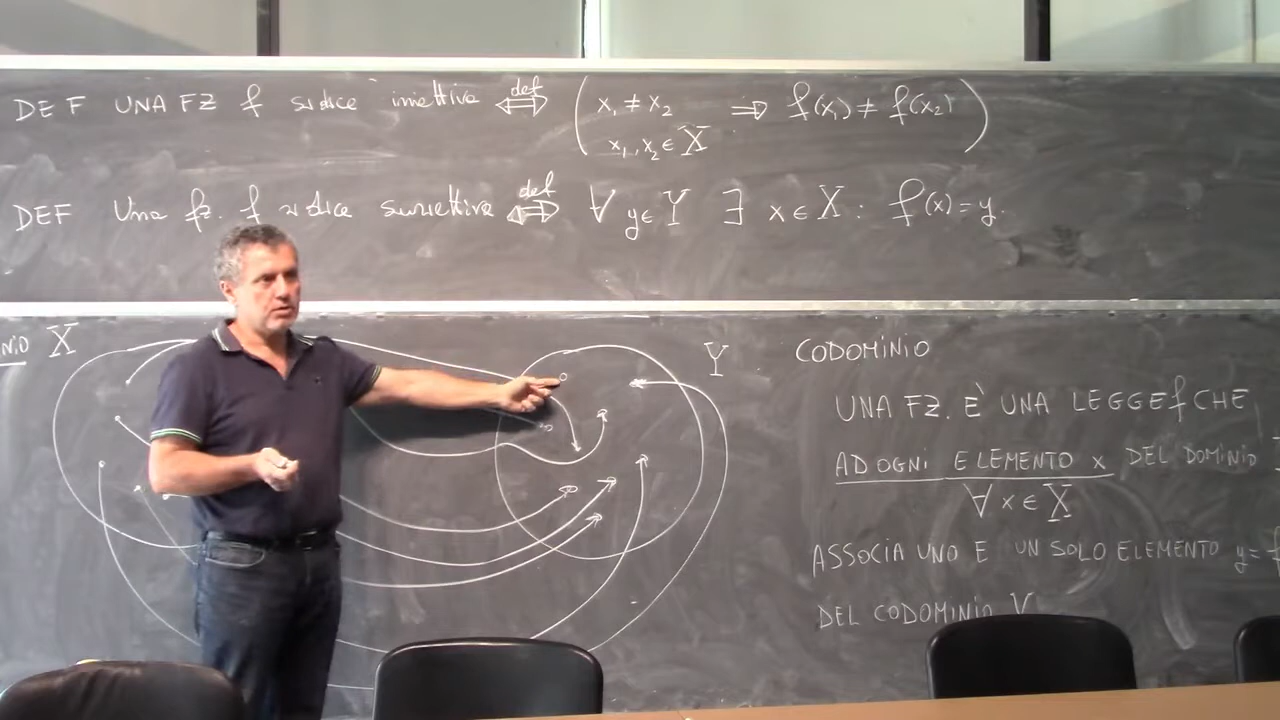 DEF UNA FZ f si dice iniettiva ⟺ def ( x₁ ≠ x₂ ⇒ f(x₁) ≠ f(x₂) )
x₁, x₂ ∈ X
DEF Una fz. f si dice suriettiva ⟺ def ∀ y ∈ Y ∃ x ∈ X : f(x) = y.
NIO X
Y
CODOMINIO
UNA FZ. E' UNA LEGGE f CHE
AD OGNI ELEMENTO x DEL DOMINIO
∀ x ∈ X
ASSOCIA UNO E UN SOLO ELEMENTO y =
DEL CODOMINIO Y